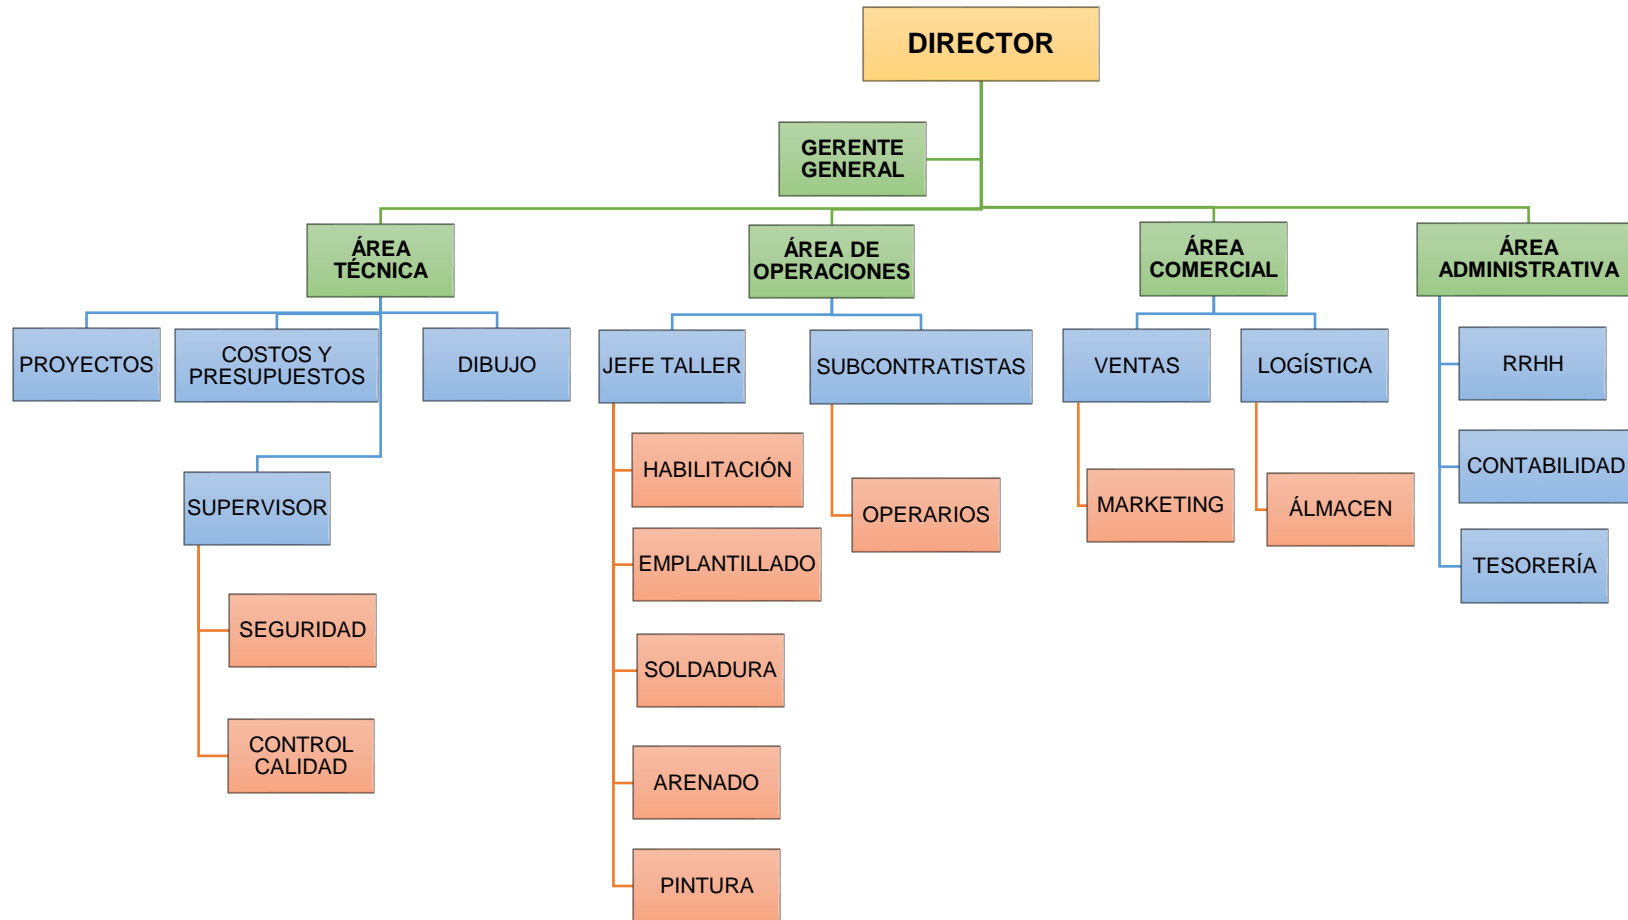 DIRECTOR
GERENTE
GENERAL
ÁREA
TÉCNICA
ÁREA DE
OPERACIONES
ÁREA
COMERCIAL
ÁREA
ADMINISTRATIVA
PROYECTOS
COSTOS Y
PRESUPUESTOS
DIBUJO
JEFE TALLER
SUBCONTRATISTAS
VENTAS
LOGÍSTICA
RRHH
HABILITACIÓN
CONTABILIDAD
SUPERVISOR
OPERARIOS
MARKETING
ÁLMACEN
EMPLANTILLADO
TESORERÍA
SEGURIDAD
SOLDADURA
CONTROL
CALIDAD
ARENADO
PINTURA